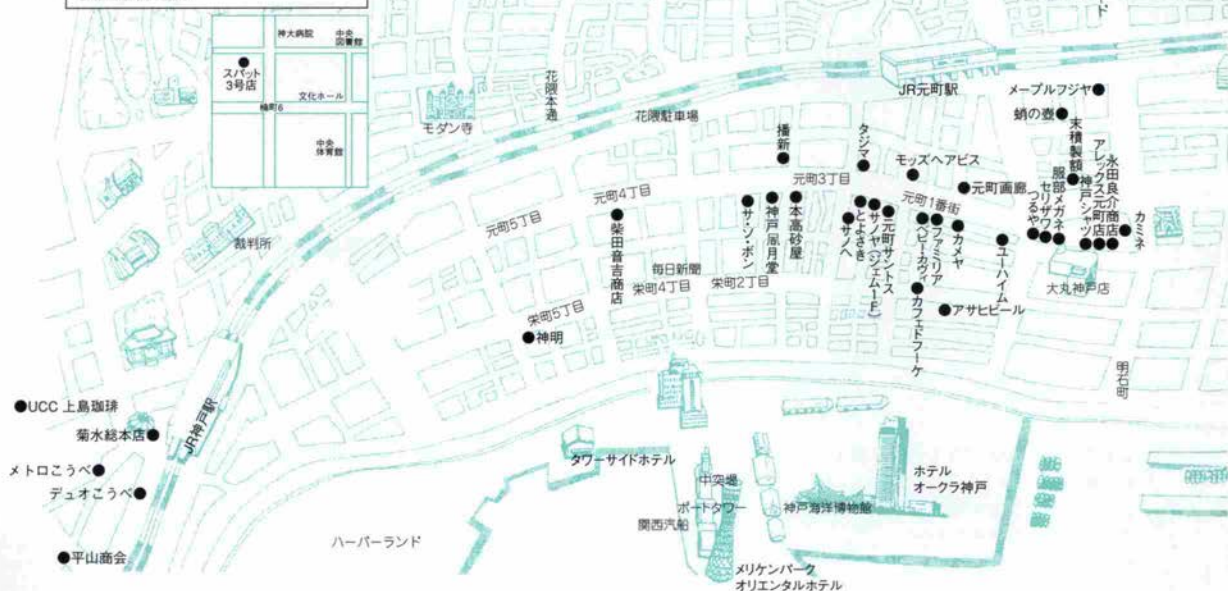 神大病院
中央
図書館
スパット
3号店
文化ホール
楠町6
中央
体育館
モダン寺
花隈本通
花隈駐車場
JR元町駅
メープルフジヤ
蛸の壺
末積製額
アレックス元町店
永田良介商店
神戸シャツ
服部メガネ
セリザワ
つるや
カミネ
播新
タジマ
モッズヘアビス
元町画廊
元町3丁目
元町1番街
元町4丁目
元町5丁目
柴田音吉商店
サ・ソ・ボン
神戸風月堂
本高砂屋
サノヘ
とよさき
サノヤ(ジェムーF)
元町サントス
ベビーカヴィ
ファミリア
カメヤ
ユーハイム
カフェドフーケ
アサヒビール
大丸神戸店
明石町
裁判所
毎日新聞
栄町4丁目
栄町2丁目
栄町5丁目
神明
UCC 上島珈琲
菊水総本店
JR神戸駅
メトロこうべ
デュオこうべ
平山商会
ハーバーランド
タワーサイドホテル
中突堤
ポートタワー
関西汽船
神戸海洋博物館
ホテル
オークラ神戸
メリケンパーク
オリエンタルホテル